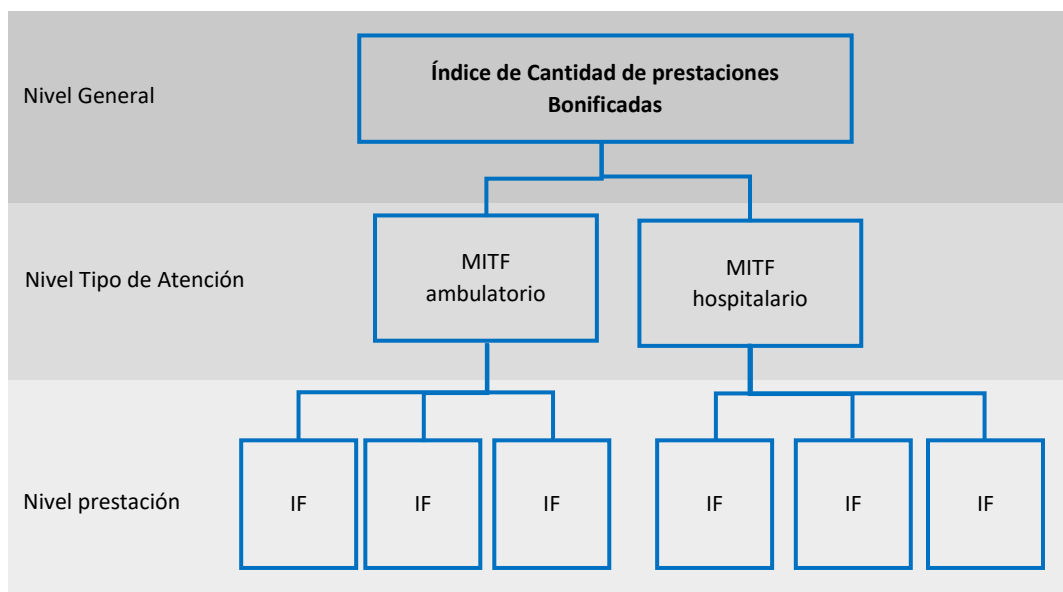 Nivel General
Índice de Cantidad de prestaciones
Bonificadas
Nivel Tipo de Atención
MITF
ambulatorio
MITF
hospitalario
Nivel prestación
IF
IF
IF
IF
IF
IF